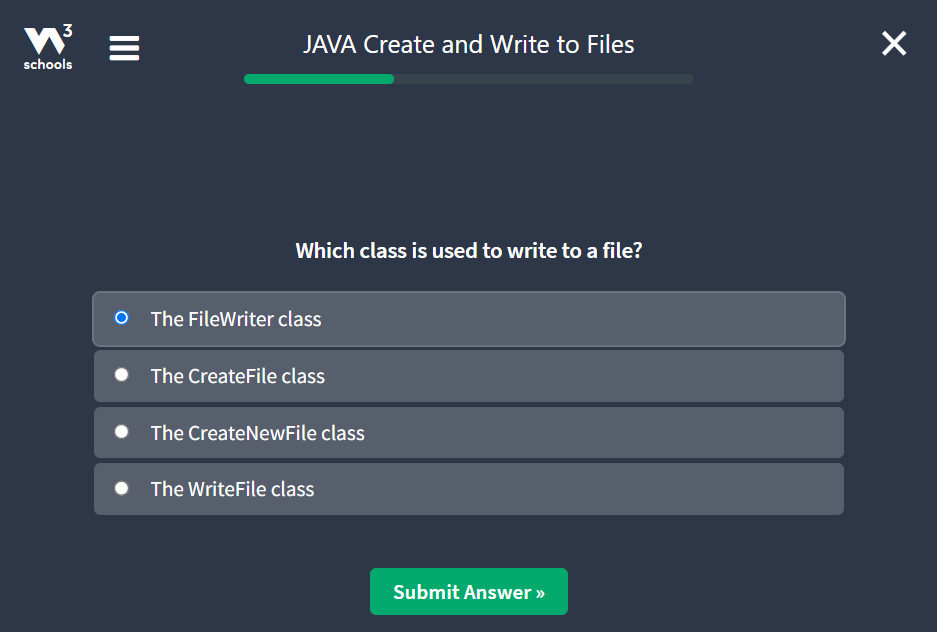 3
schools
JAVA Create and Write to Files
Which class is used to write to a file?
The FileWriter class
The CreateFile class
The CreateNewFile class
The WriteFile class
Submit Answer »